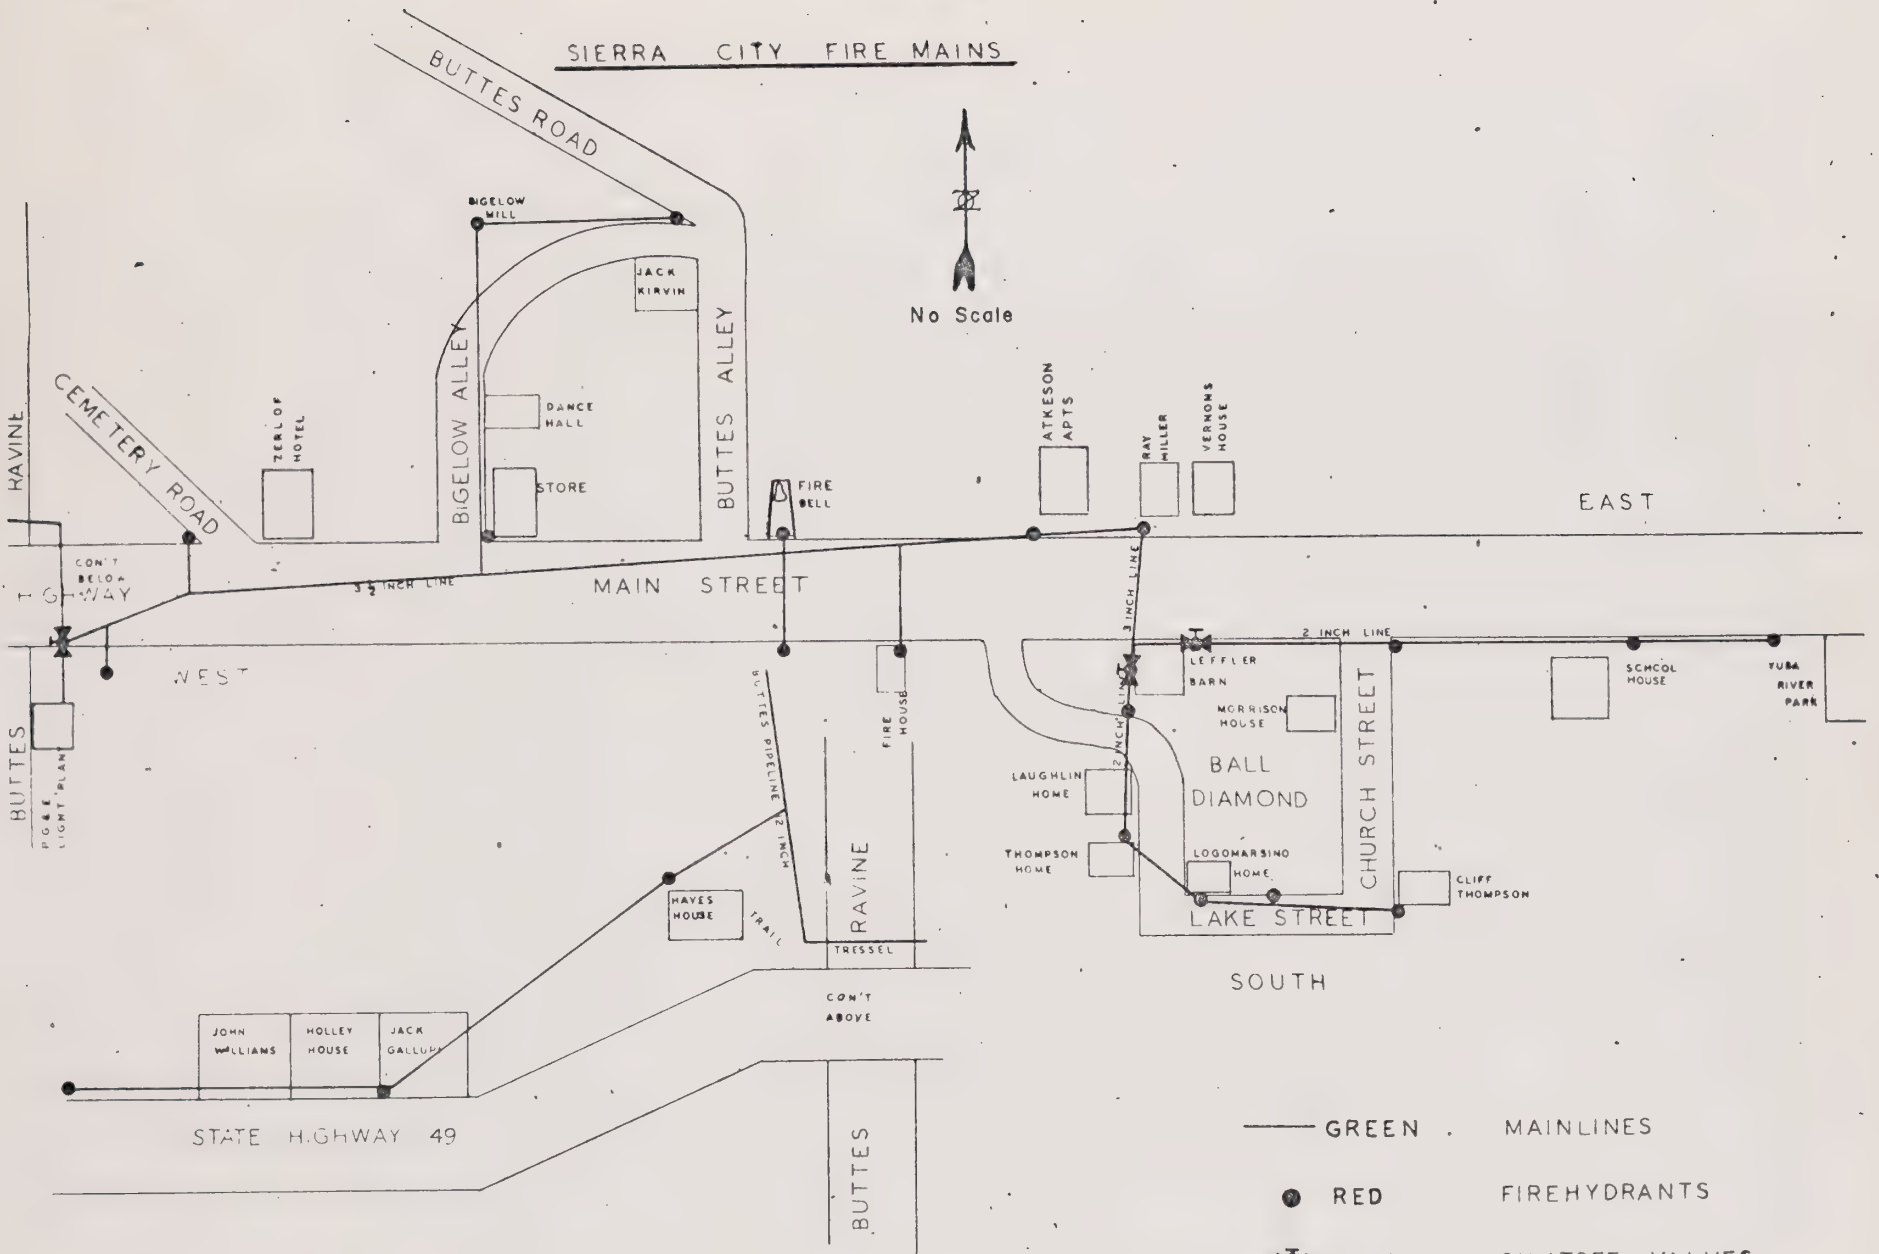 SIERRA CITY FIRE MAINS
BUTTES ROAD
No Scale
BIGELOW
MILL
JACK
KIRVIN
BIGELOW ALLEY
BUTTES ALLEY
RAVINE
CEMETERY ROAD
ZERLOF
HOTEL
DANCE
HALL
STORE
FIRE
BELL
ATKESON
APTS
RAY
MILLER
VERNONS
HOUSE
EAST
CON'T
BELOW
3 1/2 INCH LINE
MAIN STREET
3 INCH LINE
2 INCH LINE
WEST
LEFFLER
BARN
SCHOOL
HOUSE
YUBA
RIVER
PARK
BUTTES
PG&E
LIGHT PLANT
BUTTES PIPELINE 12 INCH
FIRE
HOUSE
2 INCH
MORRISON
HOUSE
BALL
DIAMOND
CHURCH STREET
LAUGHLIN
HOME
THOMPSON
HOME
LOGOMARSINO
HOME
CLIFF
THOMPSON
LAKE STREET
SOUTH
HAYES
HOUSE
TRAIL
RAVINE
TRESSEL
CON'T
ABOVE
JOHN
WILLIAMS
HOLLEY
HOUSE
JACK
STATE HIGHWAY 49
BUTTES
GREEN . MAINLINES
RED FIREHYDRANTS